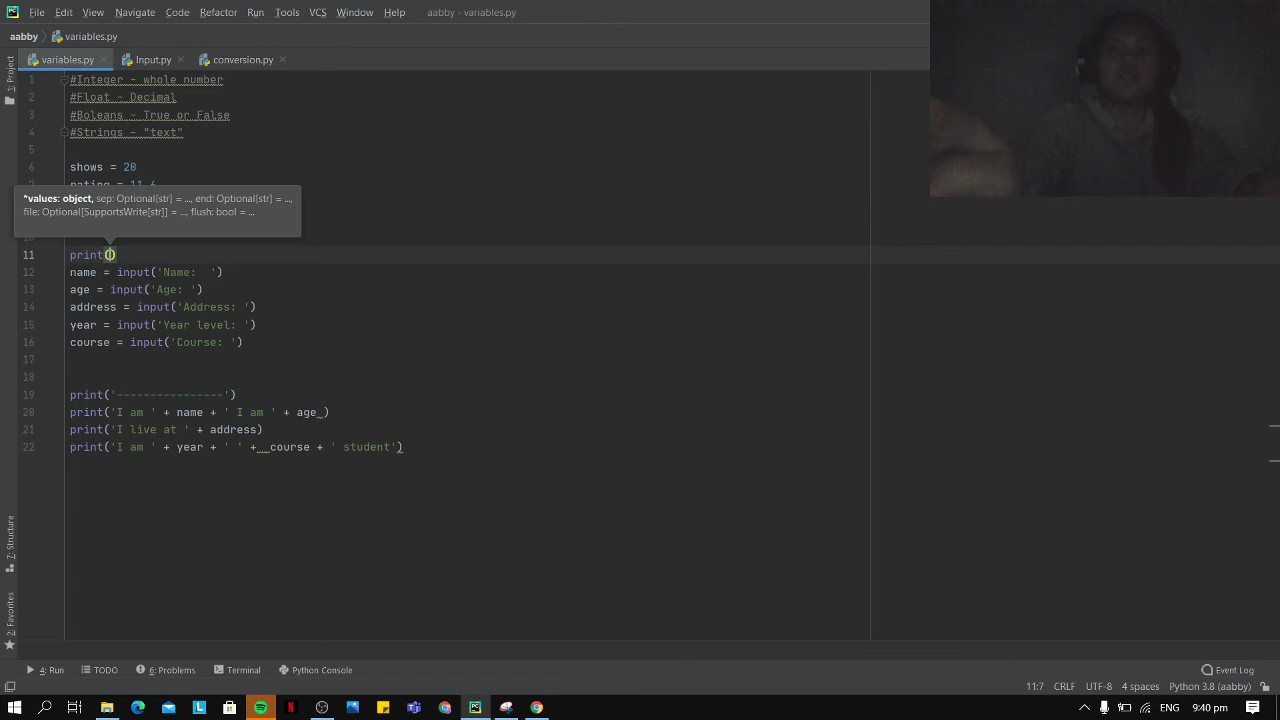 File Edit View Navigate Code Refactor Run Tools VCS Window Help aabby - variables.py
aabby variables.py
variables.py Input.py conversion.py
1: Project
1 #Integer - whole number
2 #Float - Decimal
3 #Boleans - True or False
4 #Strings - "text"
5
6 shows = 20
*values: object, sep: Optional[str] = ..., end: Optional[str] = ...,
file: Optional[SupportsWrite[str]] = ..., flush: bool = ...
11 print()
12 name = input('Name:  ')
13 age = input('Age: ')
14 address = input('Address: ')
15 year = input('Year level: ')
16 course = input('Course: ')
17
18
19 print('----------------')
20 print('I am ' + name + ' I am ' + age )
21 print('I live at ' + address)
22 print('I am ' + year + ' ' +  course + ' student')
7: Structure
2: Favorites
4: Run TODO 6: Problems Terminal Python Console Event Log
11:7 CRLF UTF-8 4 spaces Python 3.8 (aabby)
ENG 9:40 pm